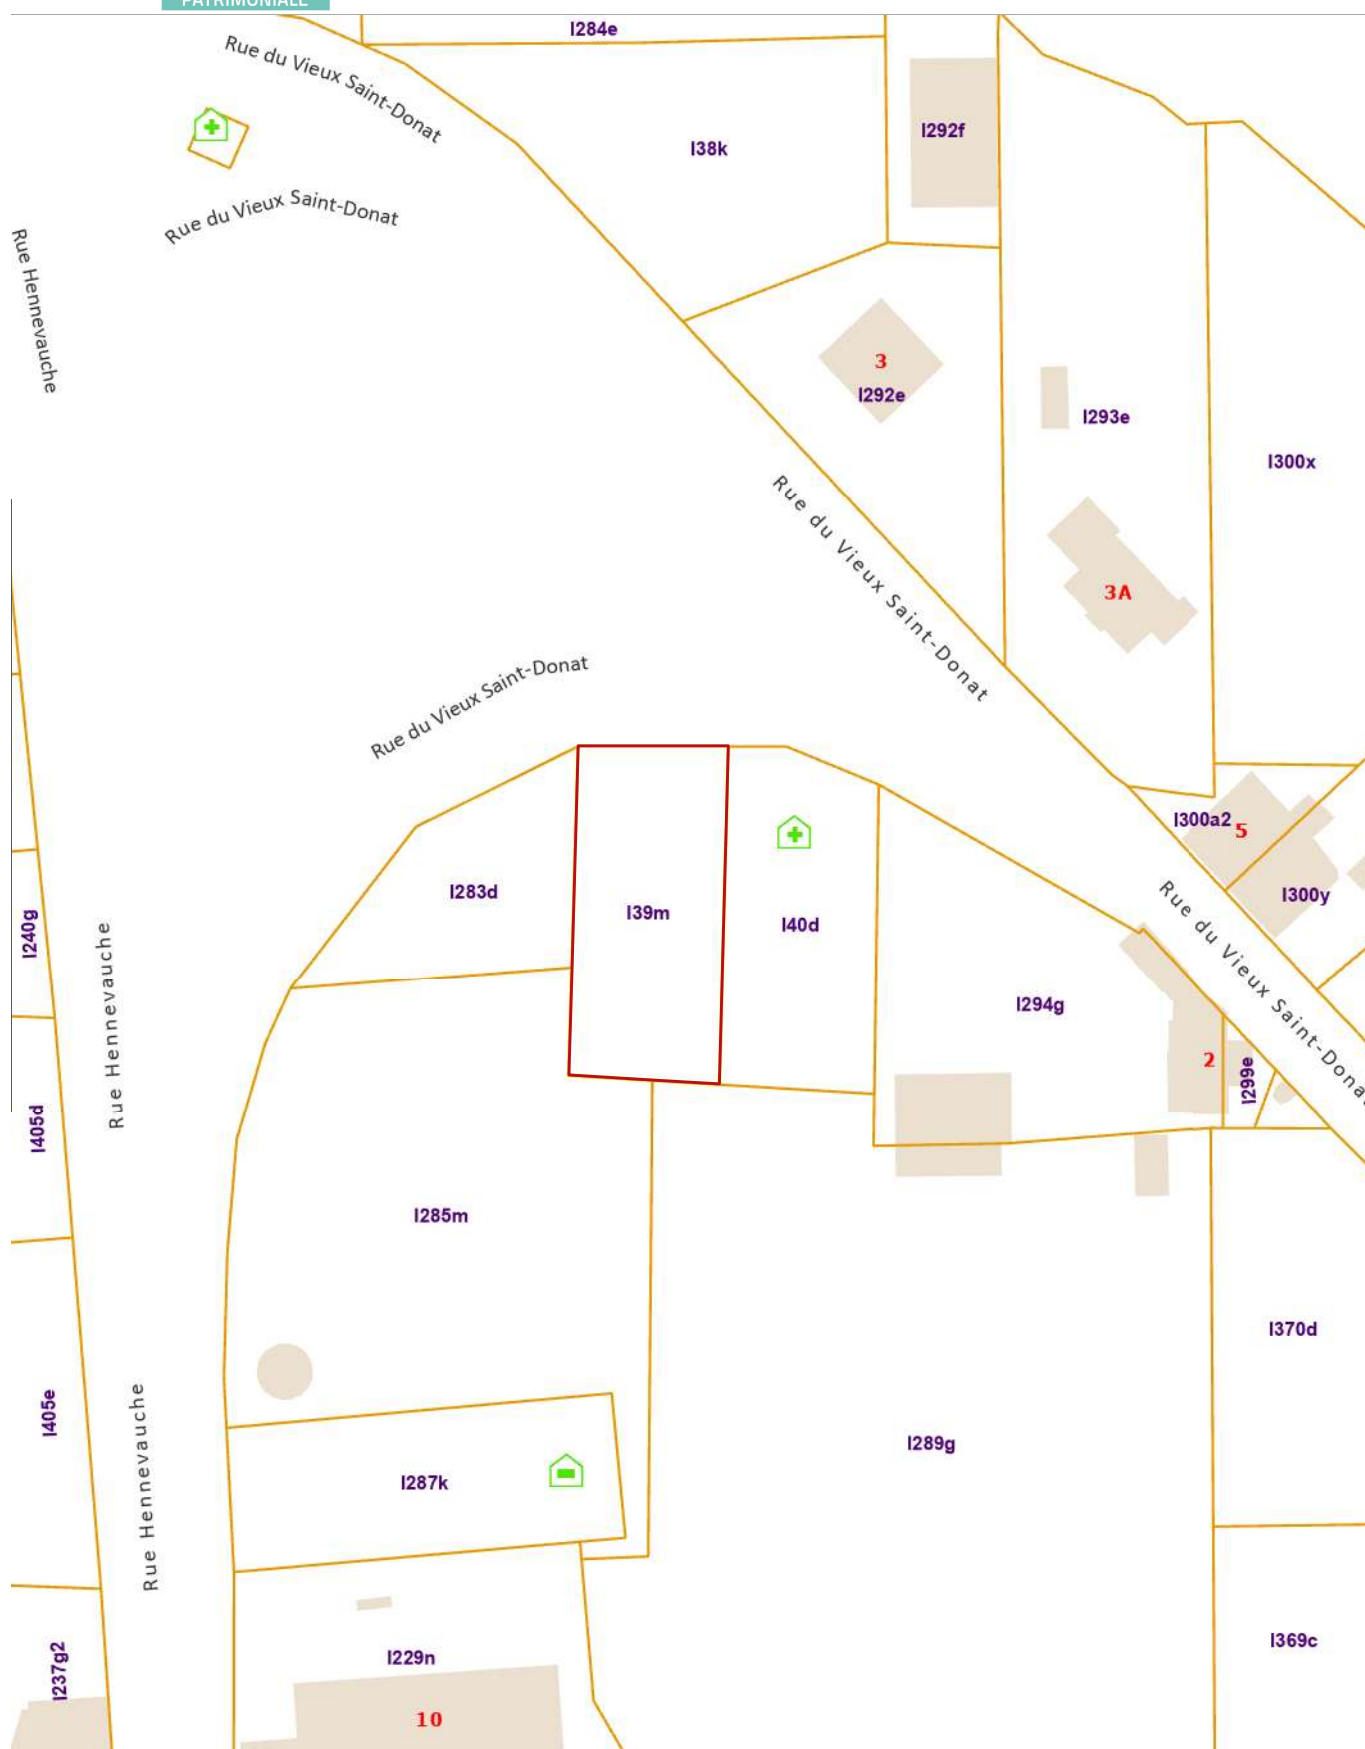 PATRIMONIALE
I284e
Rue du Vieux Saint-Donat
I292f
I38k
Rue du Vieux Saint-Donat
Rue Hennevauche
3
I292e
I293e
I300x
Rue du Vieux Saint-Donat
3A
Rue du Vieux Saint-Donat
I300a2
5
I283d
I300y
I39m
I40d
I240g
Rue Hennevauche
Rue du Vieux Saint-Donat
I294g
2
I299e
I405d
I285m
I370d
I405e
Rue Hennevauche
I289g
I287k
I369c
I229n
I237g2
10